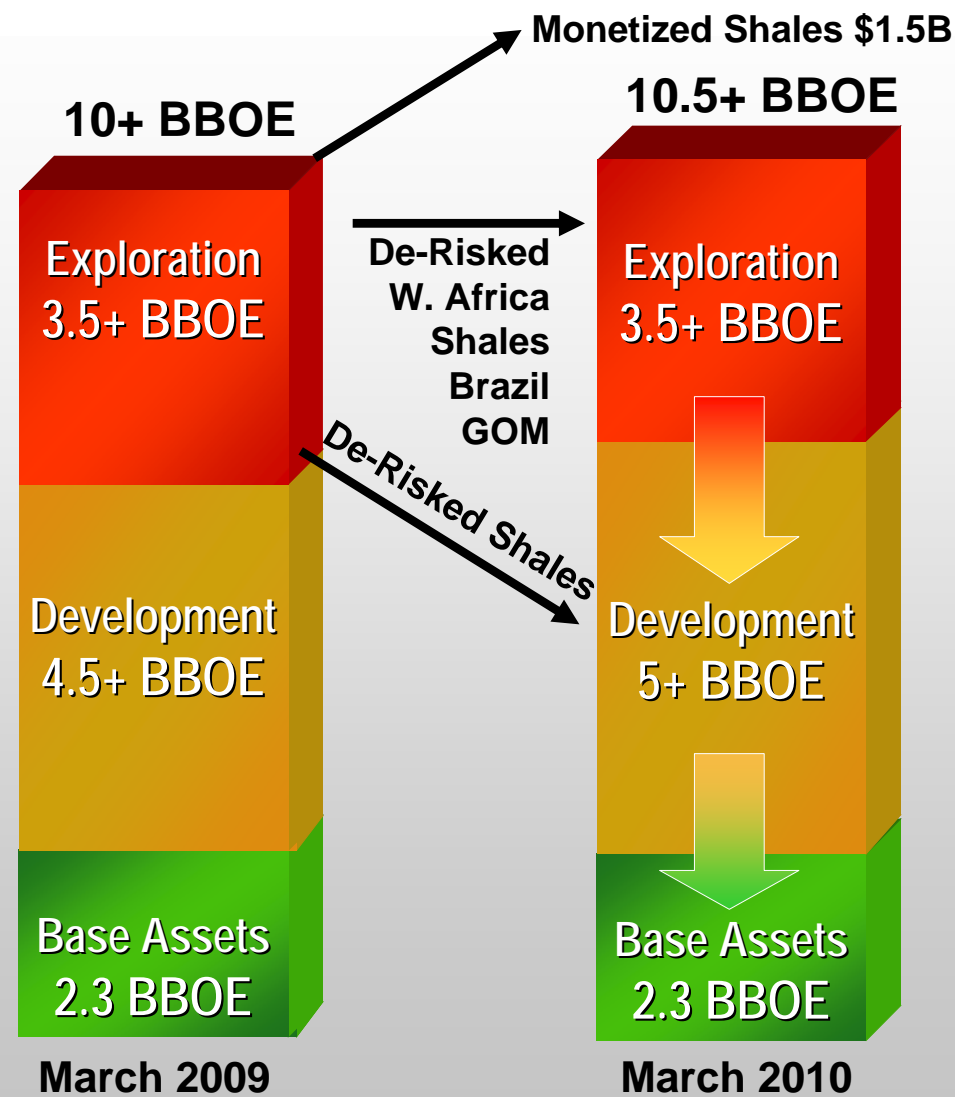 Monetized Shales $1.5B
10+ BBOE
10.5+ BBOE
Exploration
3.5+ BBOE
De-Risked
W. Africa
Shales
Brazil
GOM
Exploration
3.5+ BBOE
De-Risked Shales
Development
4.5+ BBOE
Development
5+ BBOE
Base Assets
2.3 BBOE
Base Assets
2.3 BBOE
March 2009
March 2010